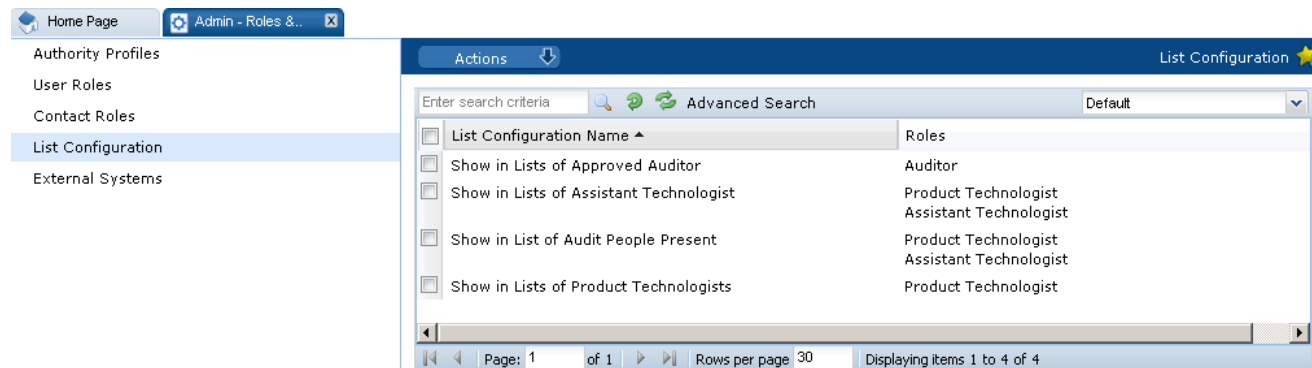 Home Page
Admin - Roles &..
Authority Profiles
User Roles
Contact Roles
List Configuration
External Systems
Actions
List Configuration
Enter search criteria
Advanced Search
Default
List Configuration Name
Roles
Show in Lists of Approved Auditor
Auditor
Show in Lists of Assistant Technologist
Product Technologist
Assistant Technologist
Show in List of Audit People Present
Product Technologist
Assistant Technologist
Show in Lists of Product Technologists
Product Technologist
Page: 1 of 1 Rows per page 30 Displaying items 1 to 4 of 4